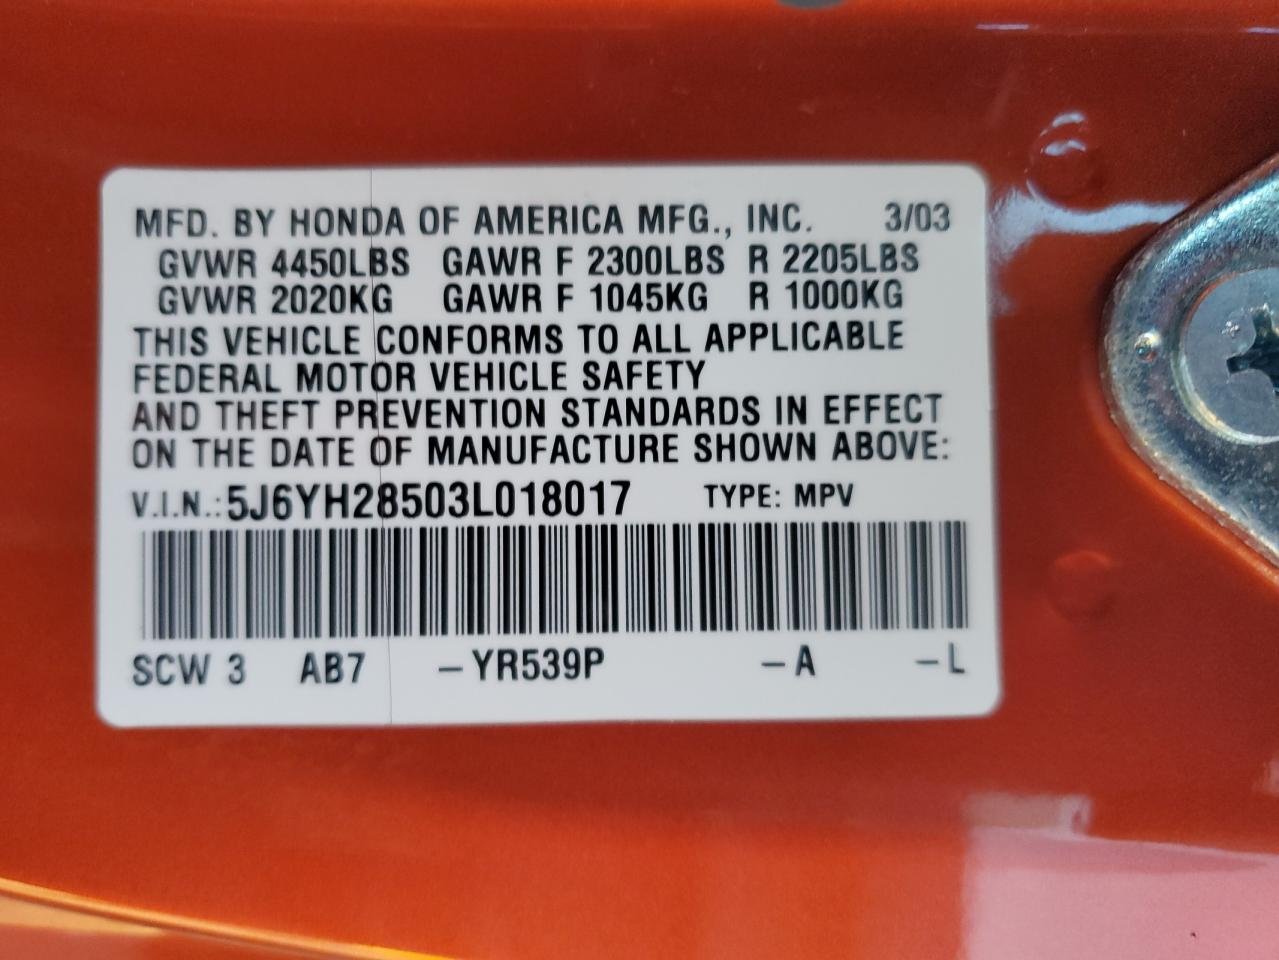 MFD. BY HONDA OF AMERICA MFG., INC. 3/03
GVWR 4450LBS GAWR F 2300LBS R 2205LBS
GVWR 2020KG GAWR F 1045KG R 1000KG
THIS VEHICLE CONFORMS TO ALL APPLICABLE
FEDERAL MOTOR VEHICLE SAFETY
AND THEFT PREVENTION STANDARDS IN EFFECT
ON THE DATE OF MANUFACTURE SHOWN ABOVE:
V.I.N.:5J6YH28503L018017 TYPE: MPV
SCW 3 AB7 –YR539P –A –L